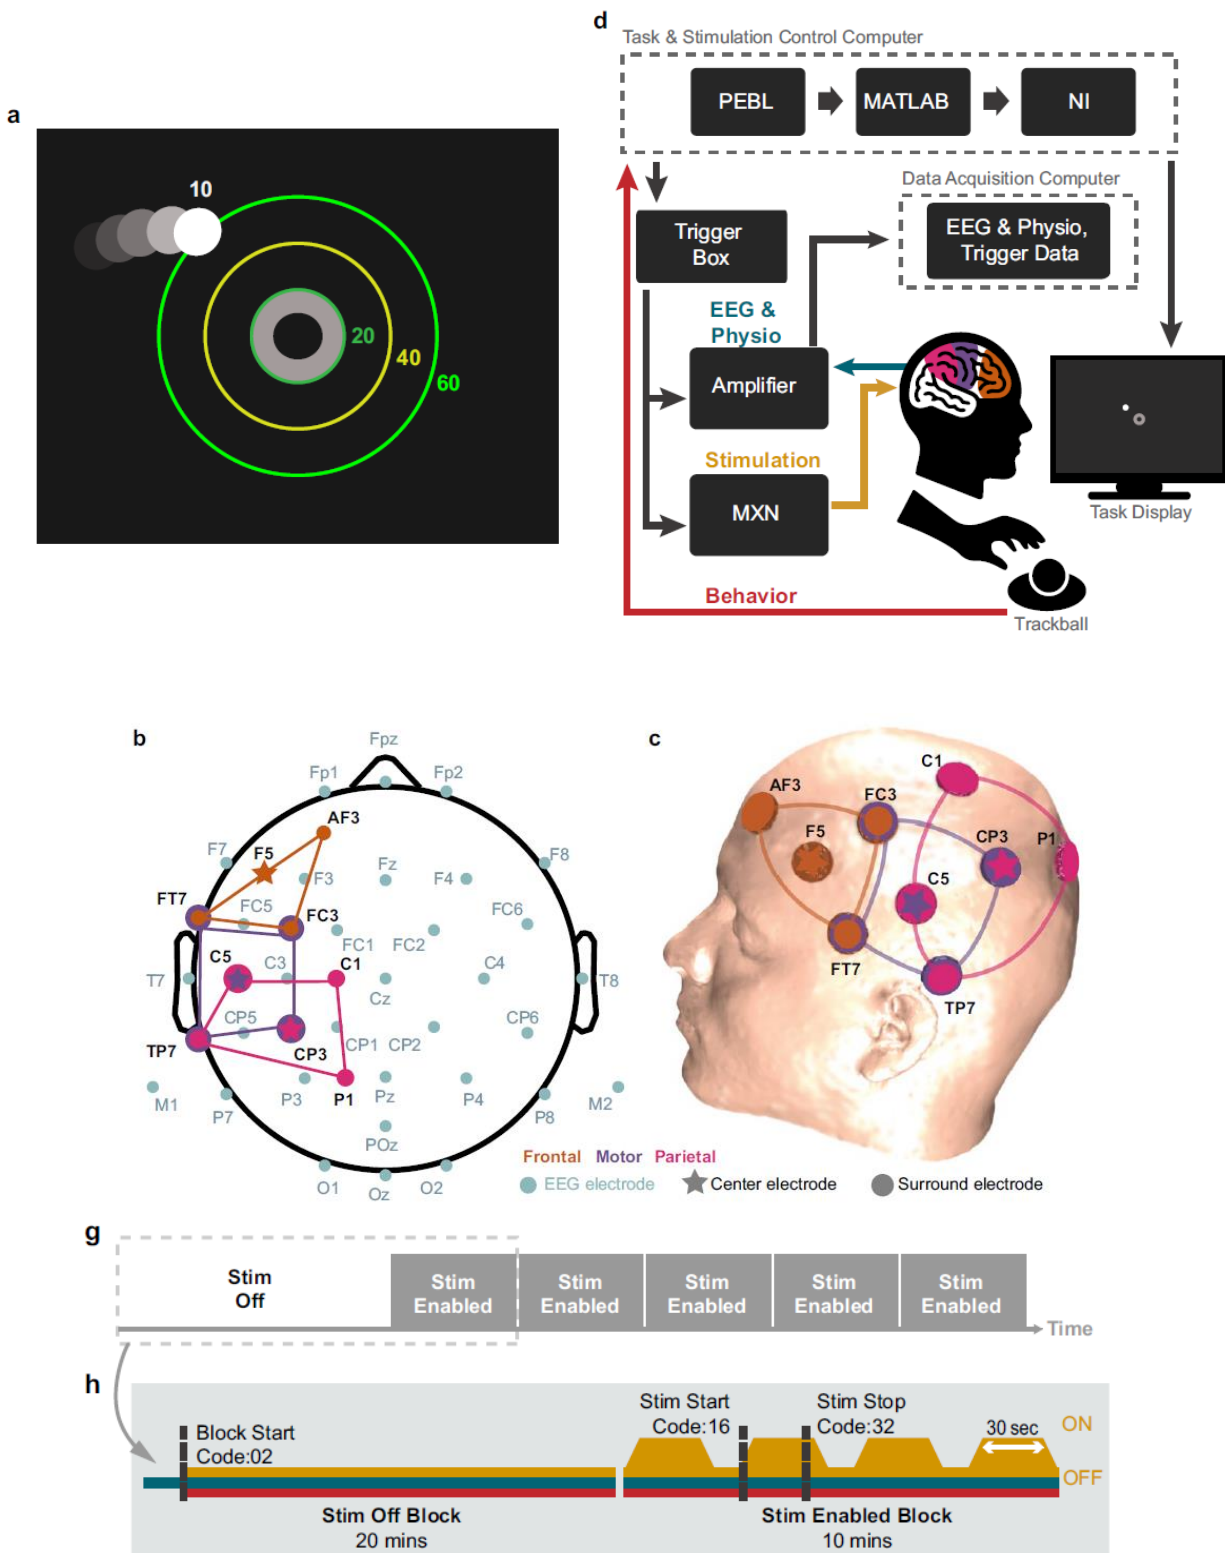 a
10
20
40
60
d
Task & Stimulation Control Computer
PEBL
MATLAB
NI
Data Acquisition Computer
Trigger
Box
EEG & Physio,
Trigger Data
EEG &
Physio
Amplifier
Stimulation
MXN
Task Display
Behavior
Trackball
b
Fpz
Fp1
Fp2
AF3
F7
F5
F3
Fz
F4
F8
FT7
FC5
FC3
FC1
FC2
FC6
T7
C5
C3
C1
Cz
C4
T8
TP7
CP5
CP3
CP1
CP2
CP6
M1
P7
P3
P1
Pz
P4
P8
M2
POz
O1
Oz
O2
c
C1
AF3
FC3
F5
CP3
P1
C5
FT7
TP7
Frontal Motor Parietal
EEG electrode
Center electrode
Surround electrode
g
Stim
Off
Stim
Enabled
Stim
Enabled
Stim
Enabled
Stim
Enabled
Stim
Enabled
Time
h
Block Start
Code:02
Stim Start
Code:16
Stim Stop
Code:32
30 sec
ON
OFF
Stim Off Block
20 mins
Stim Enabled Block
10 mins